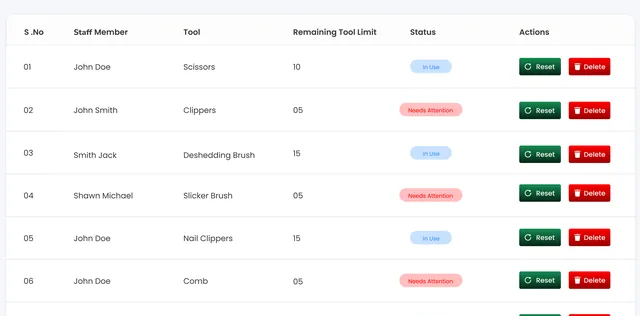 S .No Staff Member Tool Remaining Tool Limit Status Actions
01 John Doe Scissors 10 In Use Reset Delete
02 John Smith Clippers 05 Needs Attention Reset Delete
03 Smith Jack Deshedding Brush 15 In Use Reset Delete
04 Shawn Michael Slicker Brush 05 Needs Attention Reset Delete
05 John Doe Nail Clippers 15 In Use Reset Delete
06 John Doe Comb 05 Needs Attention Reset Delete